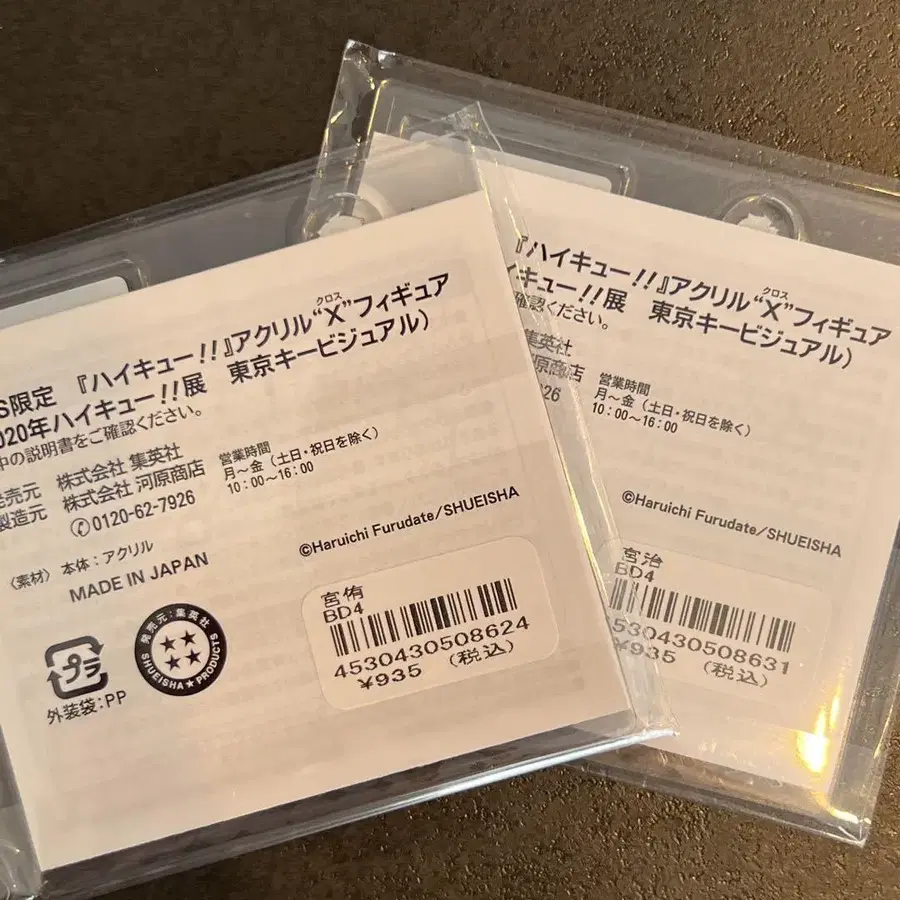 S限定 『ハイキュー!!』アクリル“X”フィギュア
クロス
020年ハイキュー!!展 東京キービジュアル)
中の説明書をご確認ください。
発売元 株式会社 集英社
製造元 株式会社 河原商店
0120-62-7926
営業時間
月〜金（土日・祝日を除く）
10：00〜16：00
〈素材〉 本体：アクリル
MADE IN JAPAN
©Haruichi Furudate/SHUEISHA
プラ
外装袋：PP
発売元：集英社
SHUEISHA★PRODUCTS
宮侑
BD4
4530430508624
¥935 (税込)
『ハイキュー!!』アクリル“X”フィギュア
クロス
イキュー!!展 東京キービジュアル)
確認ください。
集英社
河原商店
26
営業時間
月〜金（土日・祝日を除く）
10：00〜16：00
©Haruichi Furudate/SHUEISHA
宮治
BD4
530430508631
¥935 (税込)